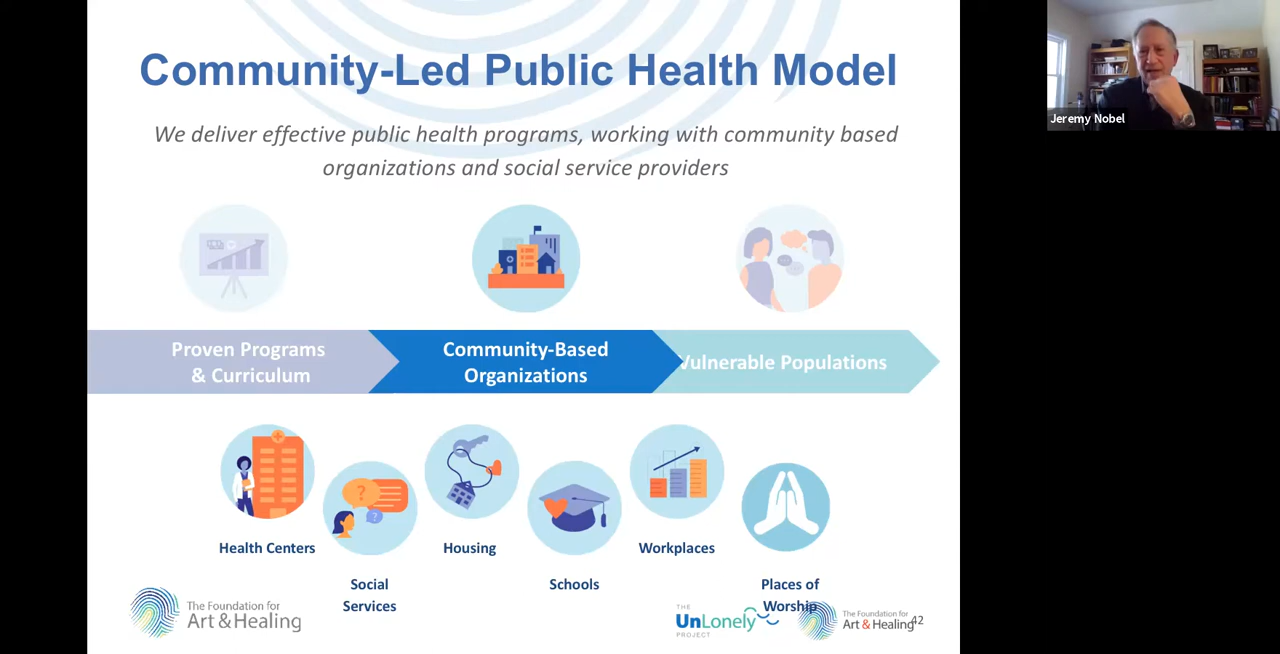 Community-Led Public Health Model
We deliver effective public health programs, working with community based
organizations and social service providers
Proven Programs
& Curriculum
Community-Based
Organizations
Vulnerable Populations
Health Centers
Social
Services
Housing
Schools
Workplaces
Places of
Worship
The Foundation for
Art & Healing
THE
UnLonely
PROJECT
The Foundation for
Art & Healing
42
Jeremy Nobel
?
?